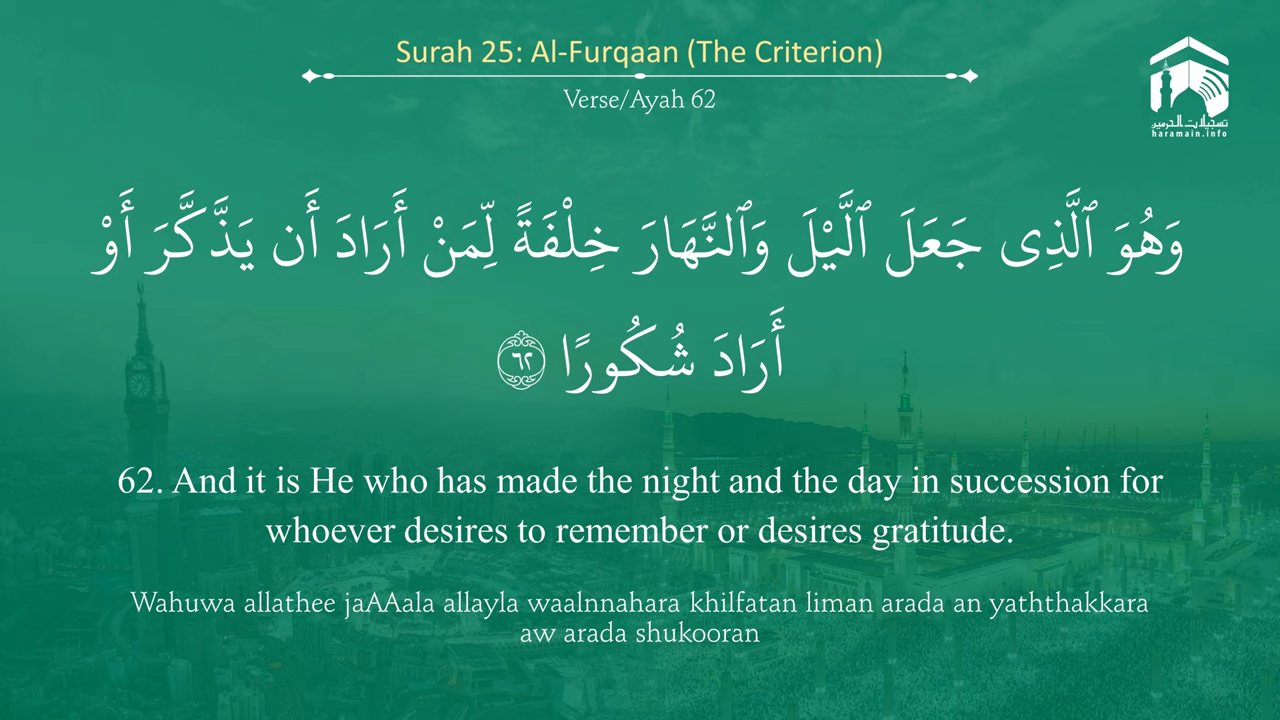 Surah 25: Al-Furqaan (The Criterion)
Verse/Ayah 62
تسجيلات الحرمين
haramain.info
وَهُوَ ٱلَّذِى جَعَلَ ٱلَّيْلَ وَٱلنَّهَارَ خِلْفَةً لِّمَنْ أَرَادَ أَن يَذَّكَّرَ أَوْ
أَرَادَ شُكُورًا ٦٢
62. And it is He who has made the night and the day in succession for
whoever desires to remember or desires gratitude.
Wahuwa allathee jaAAala allayla waalnnahara khilfatan liman arada an yaththakkara
aw arada shukooran